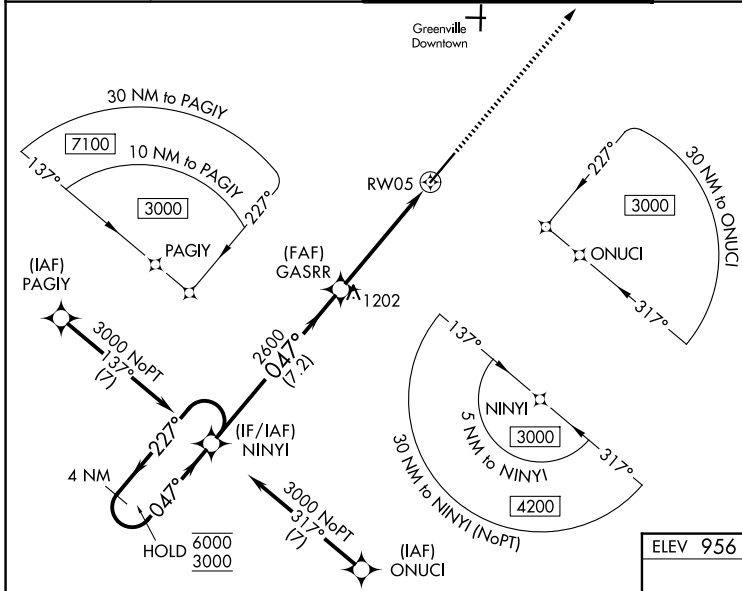 Greenville
Downtown
30 NM to PAGIY
7100
10 NM to PAGIY
137°
3000
227°
PAGIY
RW05
227°
30 NM to ONUCI
3000
ONUCI
317°
(IAF)
PAGIY
3000 NoPT
137°
(7)
(FAF)
GASRR
1202
2600
047°
(7.2)
137°
NINYI
3000
5 NM to NINYI
317°
4200
30 NM to NINYI (NoPT)
227°
(IF/IAF)
NINYI
4 NM
047°
HOLD 6000
3000
3000 NoPT
317°
(7)
(IAF)
ONUCI
ELEV 956